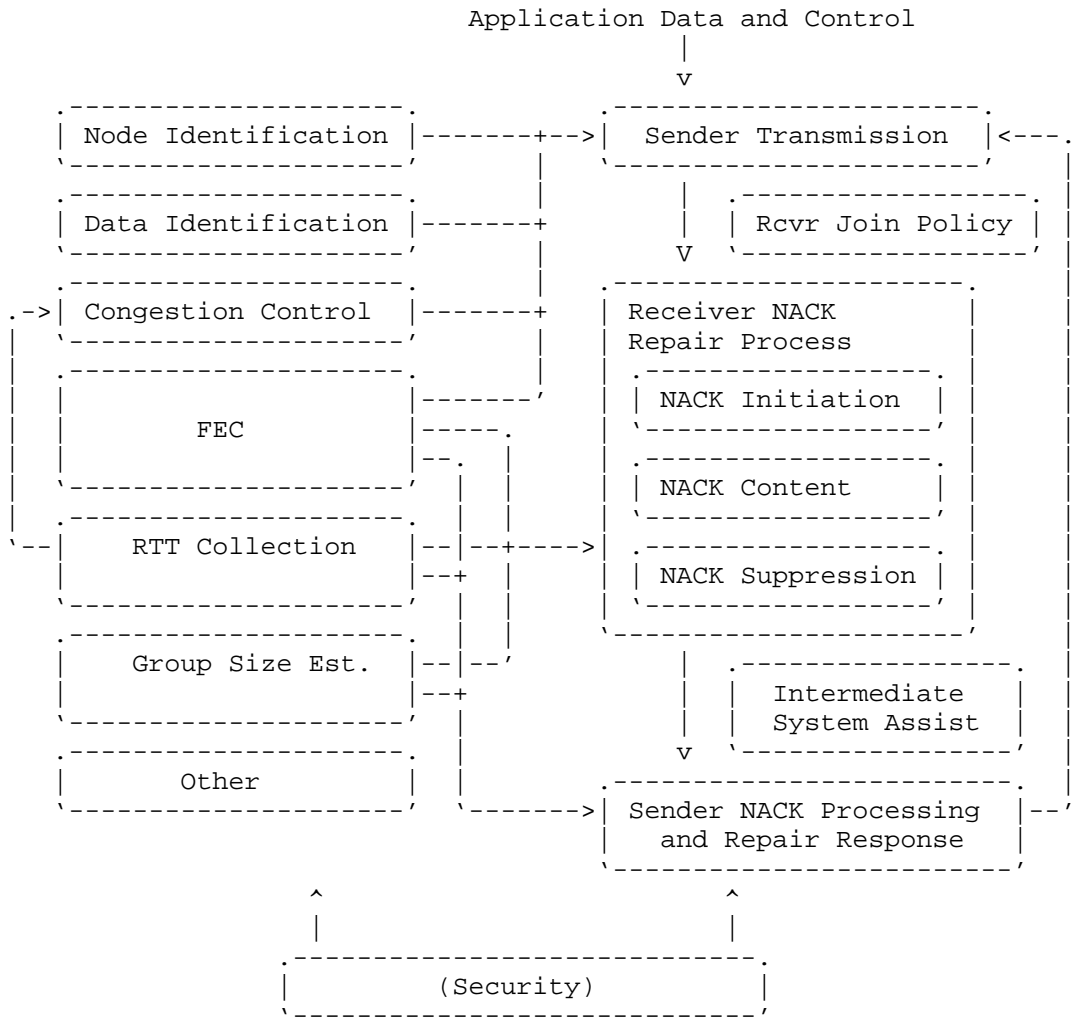 Application Data and Control
Node Identification
Sender Transmission
Data Identification
Rcvr Join Policy
Congestion Control
Receiver NACK
Repair Process
NACK Initiation
FEC
NACK Content
RTT Collection
NACK Suppression
Group Size Est.
Intermediate
System Assist
Other
Sender NACK Processing
and Repair Response
(Security)